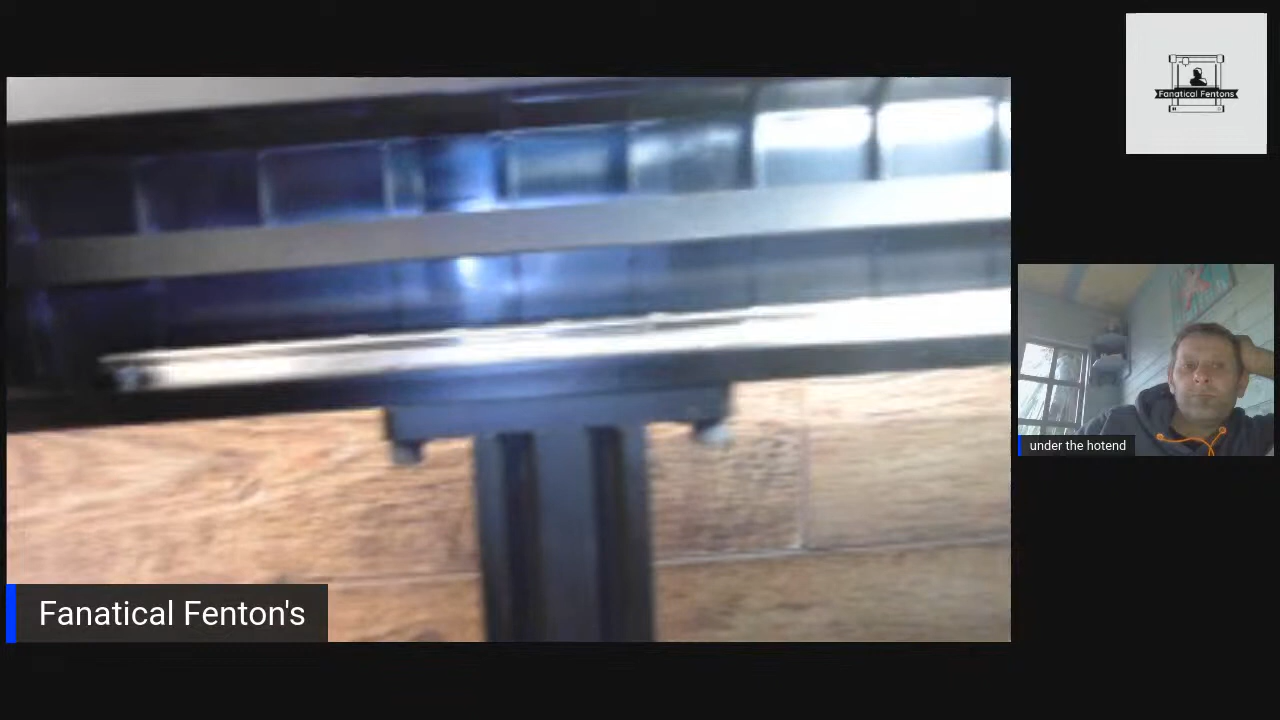 Fanatical Fentons
under the hotend
Fanatical Fenton's